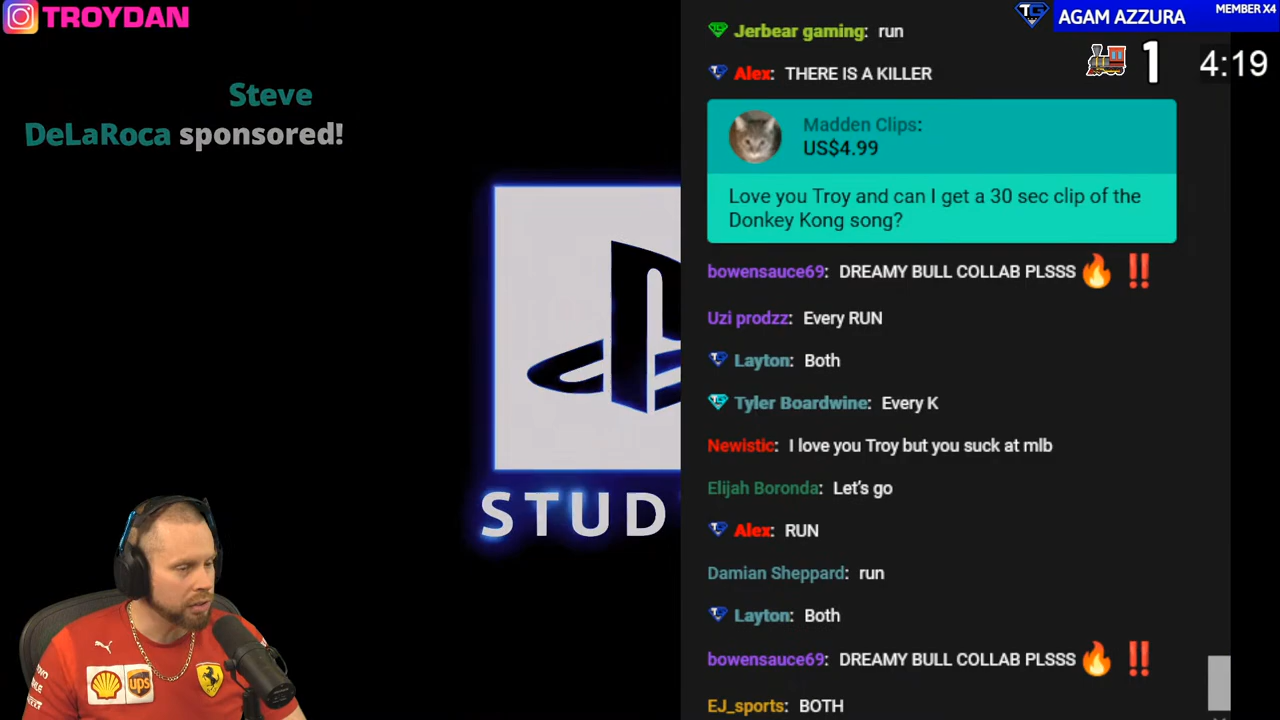 TROYDAN
Steve
DeLaRoca sponsored!
STUD
AGAM AZZURA
MEMBER X4
1
4:19
Jerbear gaming: run
Alex: THERE IS A KILLER
Madden Clips:
US$4.99
Love you Troy and can I get a 30 sec clip of the
Donkey Kong song?
bowensauce69: DREAMY BULL COLLAB PLSSS 🔥 ‼️
Uzi prodzz: Every RUN
Layton: Both
Tyler Boardwine: Every K
Newistic: I love you Troy but you suck at mlb
Elijah Boronda: Let's go
Alex: RUN
Damian Sheppard: run
Layton: Both
bowensauce69: DREAMY BULL COLLAB PLSSS 🔥 ‼️
EJ_sports: BOTH
ups